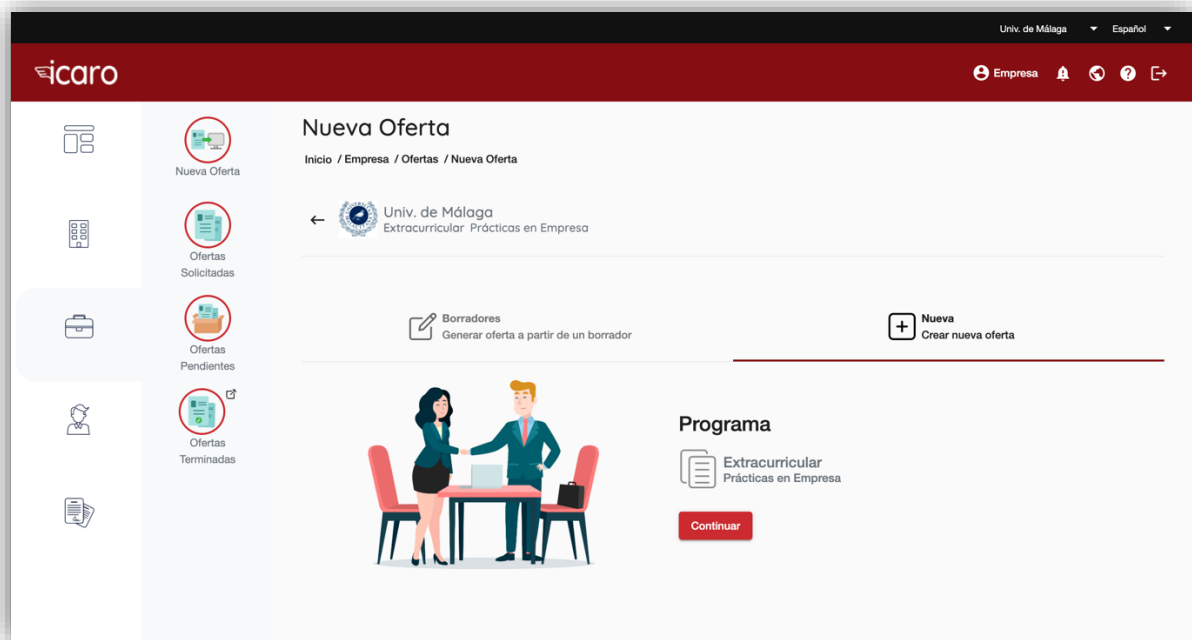 Univ. de Málaga Español
icaro
Empresa
Nueva Oferta
Ofertas
Solicitadas
Ofertas
Pendientes
Ofertas
Terminadas
Nueva Oferta
Inicio / Empresa / Ofertas / Nueva Oferta
Univ. de Málaga
Extracurricular Prácticas en Empresa
Borradores
Generar oferta a partir de un borrador
Nueva
Crear nueva oferta
Programa
Extracurricular
Prácticas en Empresa
Continuar